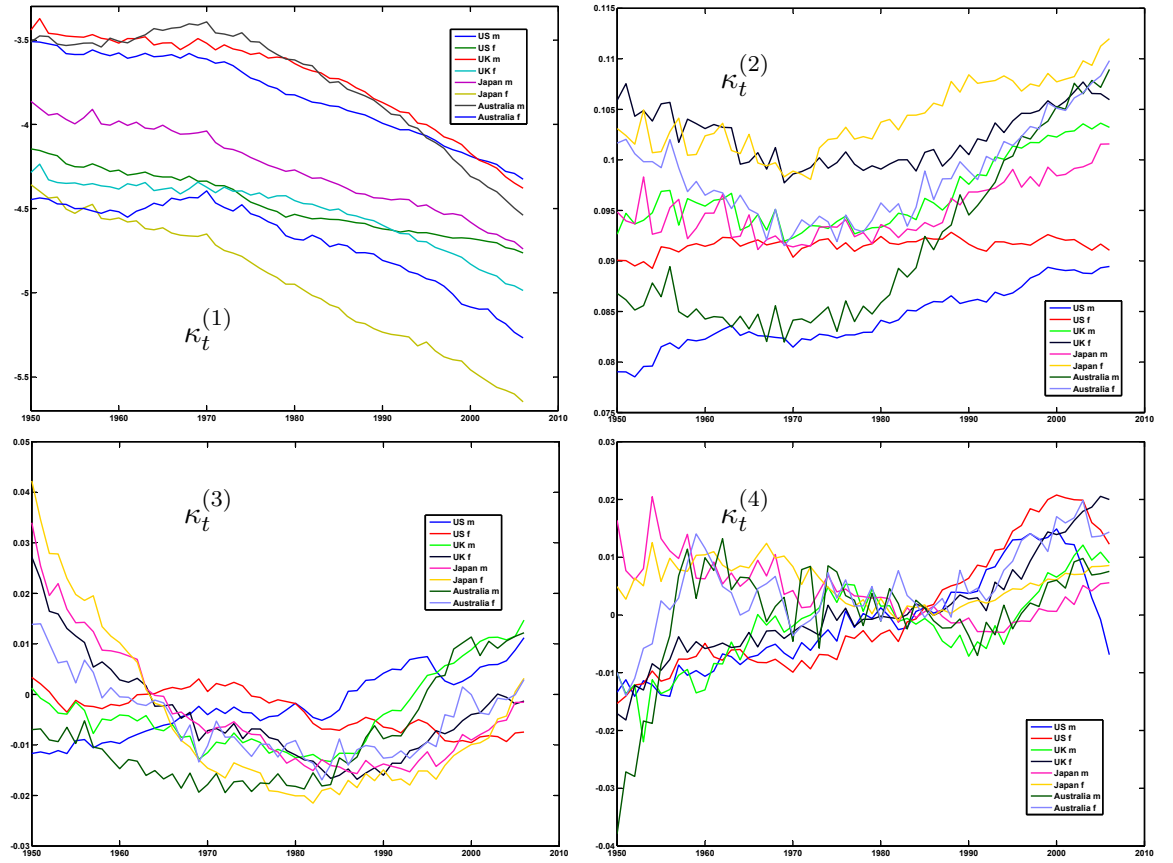 κ_t^(1)
US m
US f
UK m
UK f
Japan m
Japan f
Australia m
Australia f
-3.5
-4
-4.5
-5
-5.5
1950 1960 1970 1980 1990 2000 2010
κ_t^(2)
US m
US f
UK m
UK f
Japan m
Japan f
Australia m
Australia f
0.115
0.11
0.105
0.1
0.095
0.09
0.085
0.08
0.075
1950 1960 1970 1980 1990 2000 2010
κ_t^(3)
US m
US f
UK m
UK f
Japan m
Japan f
Australia m
Australia f
0.05
0.04
0.03
0.02
0.01
0
-0.01
-0.02
-0.03
1950 1960 1970 1980 1990 2000 2010
κ_t^(4)
US m
US f
UK m
UK f
Japan m
Japan f
Australia m
Australia f
0.03
0.02
0.01
0
-0.01
-0.02
-0.03
-0.04
1950 1960 1970 1980 1990 2000 2010